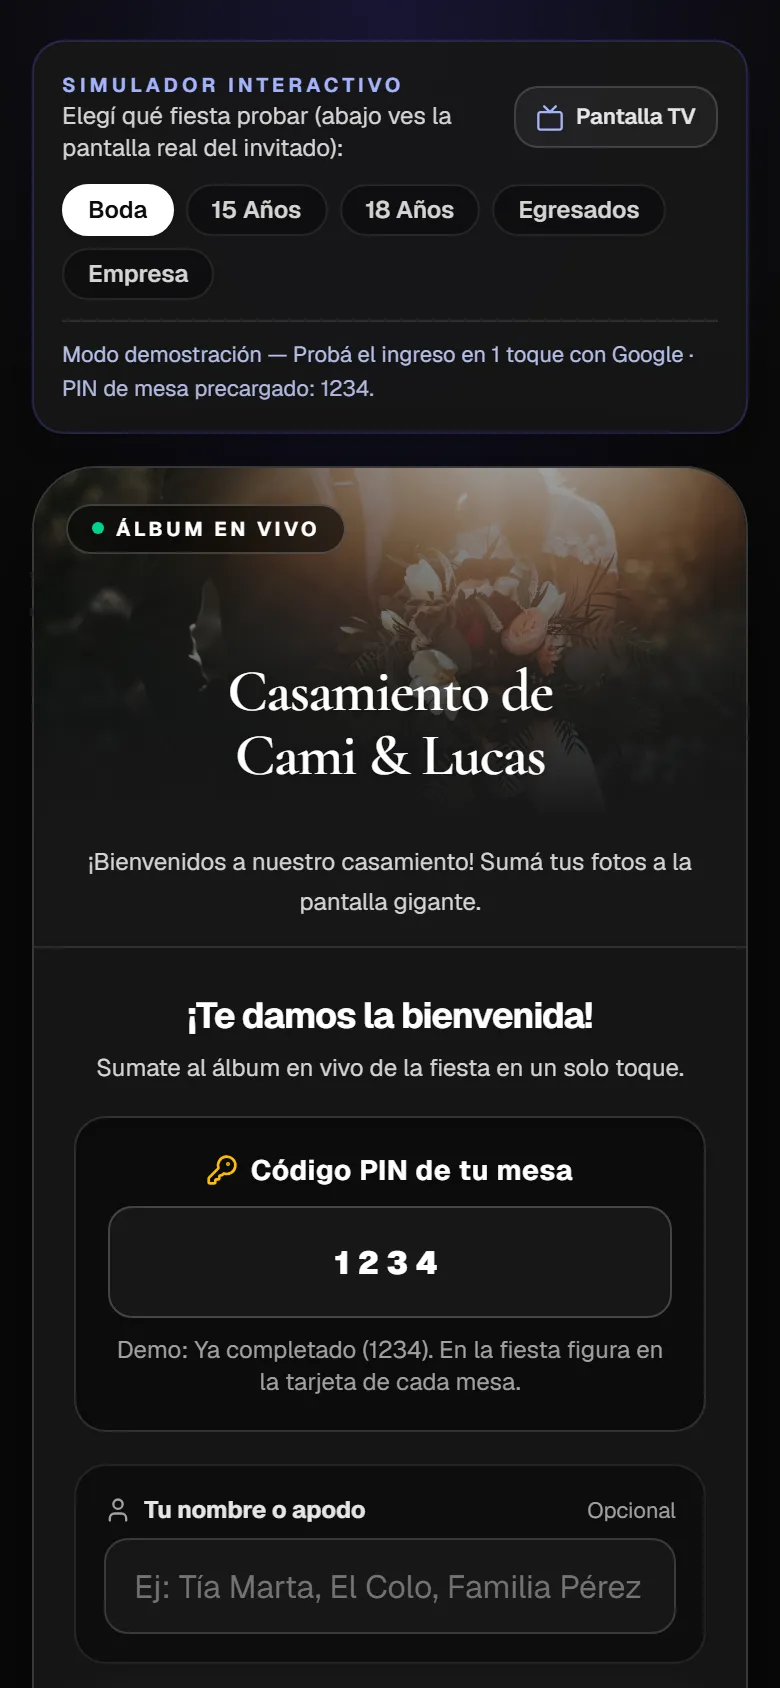 SIMULADOR INTERACTIVO
Elegí qué fiesta probar (abajo ves la
pantalla real del invitado):
Pantalla TV
Boda
15 Años
18 Años
Egresados
Empresa
Modo demostración — Probá el ingreso en 1 toque con Google ·
PIN de mesa precargado: 1234.
ÁLBUM EN VIVO
Casamiento de
Cami & Lucas
¡Bienvenidos a nuestro casamiento! Sumá tus fotos a la
pantalla gigante.
¡Te damos la bienvenida!
Sumate al álbum en vivo de la fiesta en un solo toque.
Código PIN de tu mesa
1234
Demo: Ya completado (1234). En la fiesta figura en
la tarjeta de cada mesa.
Tu nombre o apodo
Opcional
Ej: Tía Marta, El Colo, Familia Pérez